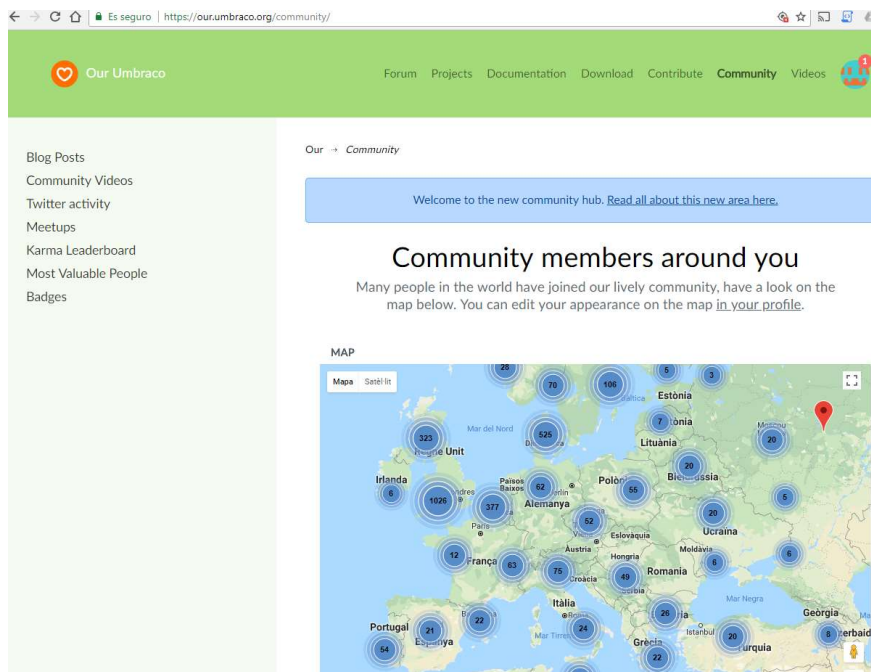 Es seguro | https://our.umbraco.org/community/
Our Umbraco
Forum Projects Documentation Download Contribute Community Videos
1
Blog Posts
Community Videos
Twitter activity
Meetups
Karma Leaderboard
Most Valuable People
Badges
Our → Community
Welcome to the new community hub. Read all about this new area here.
Community members around you
Many people in the world have joined our lively community, have a look on the
map below. You can edit your appearance on the map in your profile.
MAP
Mapa Satèl·lit
28
70
106
5
3
Estònia
323
Mar del Nord
525
7
Lituània
20
Irlanda
6
1026
Països
Baixos
62
377
Alemanya
55
20
5
París
52
Eslovàquia
20
Ucraïna
12
França
63
Àustria
75
Croàcia
Hongria
49
Romania
Moldàvia
6
6
Itàlia
Mar Negra
Geòrgia
Portugal
54
21
22
24
26
Istanbul
20
8
22